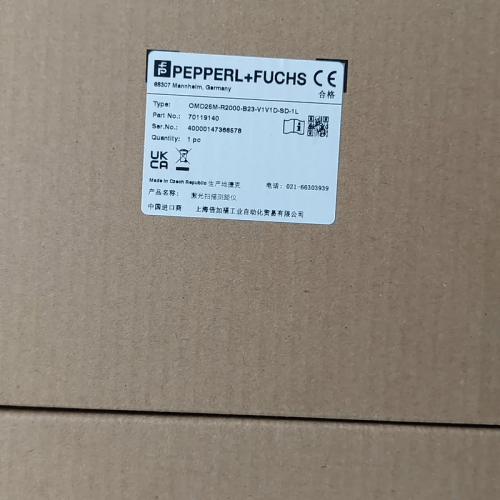 PEPPERL+FUCHS CE
68307 Mannheim, Germany
合格
Type: OMD25M-R2000-B23-V1V1D-SD-1L
Part No.: 70119140
Ser.No.: 40000147366578
Quantity: 1 pc
UK
CA
Made in Czech Republic 生产地捷克 电话: 021-66303939
产品名称: 激光扫描测距仪
中国进口商 上海倍加福工业自动化贸易有限公司